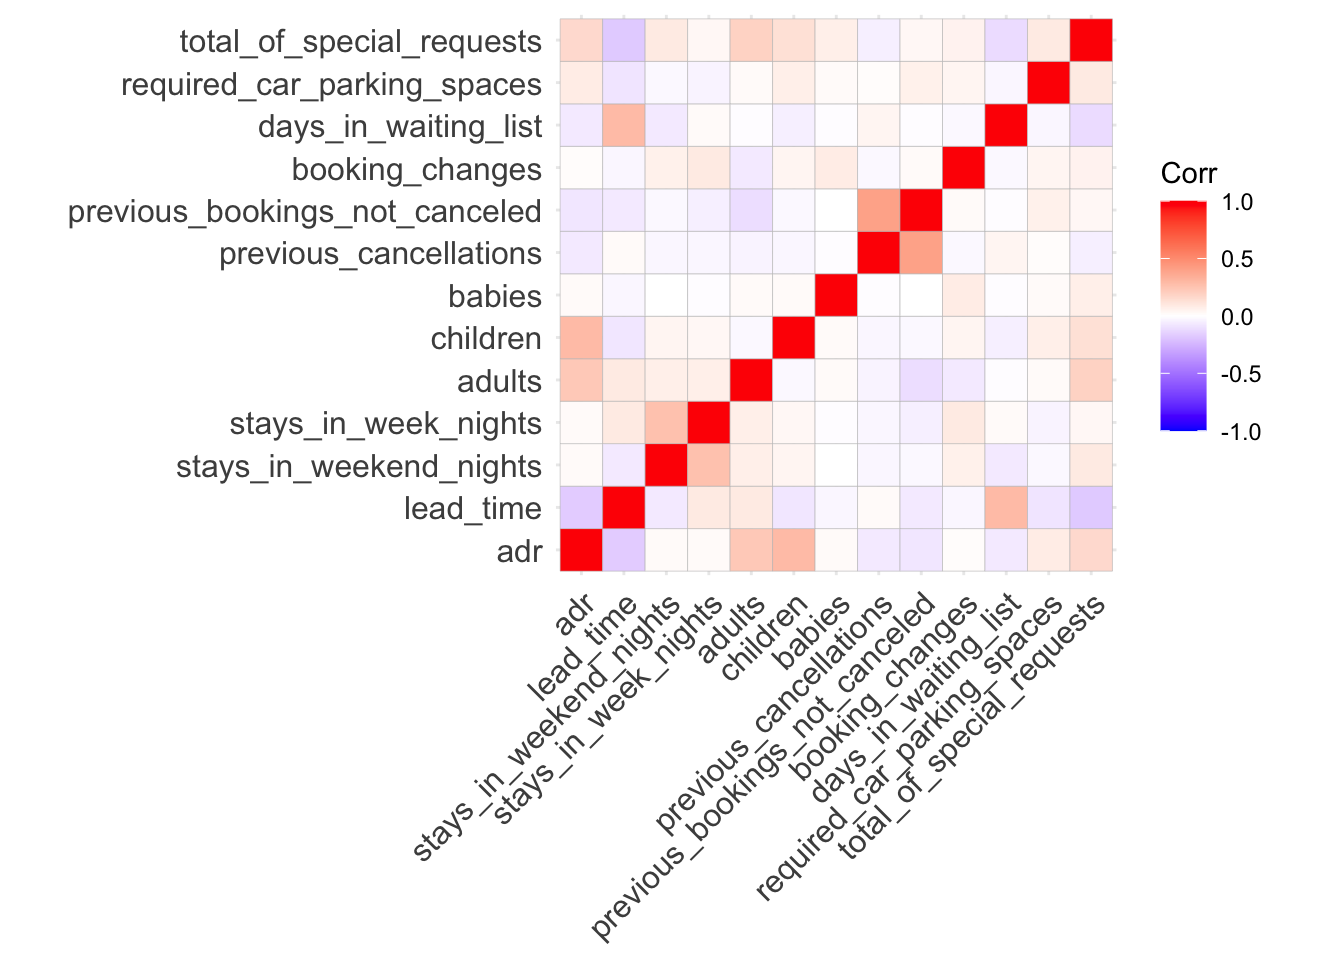 total_of_special_requests
required_car_parking_spaces
days_in_waiting_list
booking_changes
previous_bookings_not_canceled
previous_cancellations
babies
children
adults
stays_in_week_nights
stays_in_weekend_nights
lead_time
adr
adr
lead_time
stays_in_weekend_nights
stays_in_week_nights
adults
children
babies
previous_cancellations
previous_bookings_not_canceled
booking_changes
days_in_waiting_list
required_car_parking_spaces
total_of_special_requests
Corr
1.0
0.5
0.0
-0.5
-1.0